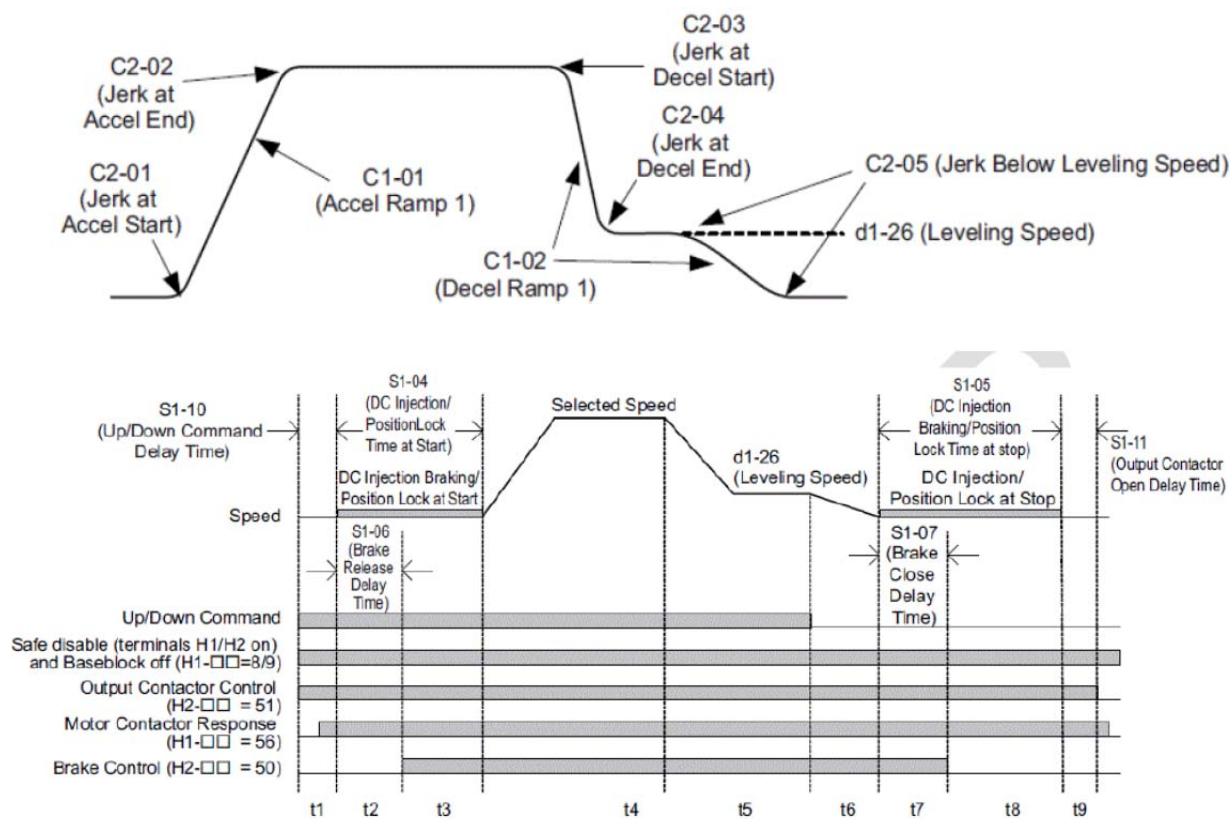 C2-03
(Jerk at
Decel Start)
C2-02
(Jerk at
Accel End)
C2-04
(Jerk at
Decel End)
C2-05 (Jerk Below Leveling Speed)
C2-01
(Jerk at
Accel Start)
C1-01
(Accel Ramp 1)
d1-26 (Leveling Speed)
C1-02
(Decel Ramp 1)
S1-10
(Up/Down Command
Delay Time)
S1-04
(DC Injection/
PositionLock
Time at Start)
Selected Speed
S1-05
(DC Injection
Braking/Position
Lock Time at stop)
S1-11
(Output Contactor
Open Delay Time)
d1-26
(Leveling Speed)
DC Injection Braking/
Position Lock at Start
DC Injection/
Position Lock at Stop
Speed
S1-06
(Brake
Release
Delay
Time)
S1-07
(Brake
Close
Delay
Time)
Up/Down Command
Safe disable (terminals H1/H2 on)
and Baseblock off (H1-□□=8/9)
Output Contactor Control
(H2-□□ = 51)
Motor Contactor Response
(H1-□□ = 56)
Brake Control (H2-□□ = 50)
t1 t2 t3 t4 t5 t6 t7 t8 t9